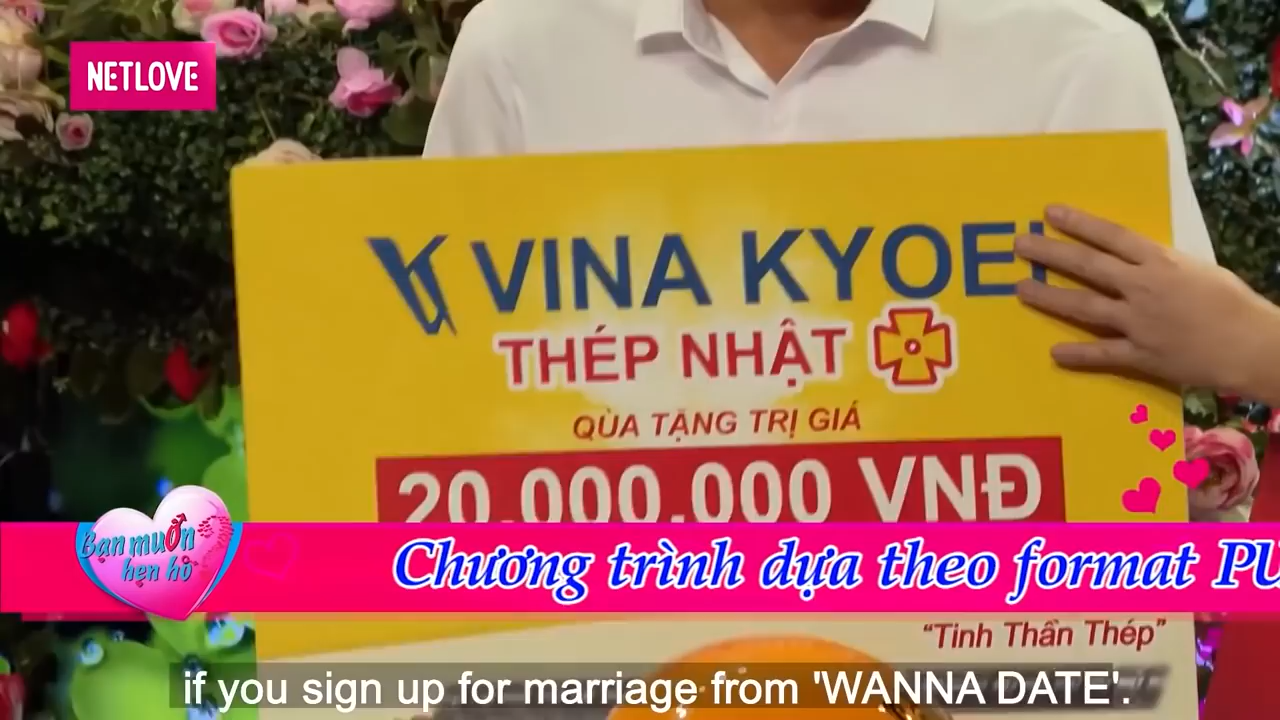 NETLOVE
VINA KYOEI
THÉP NHẬT
QÙA TẶNG TRỊ GIÁ
20.000.000 VNĐ
Bạn muốn
hẹn hò
Chương trình dựa theo format PU
“Tinh Thần Thép”
if you sign up for marriage from 'WANNA DATE'.